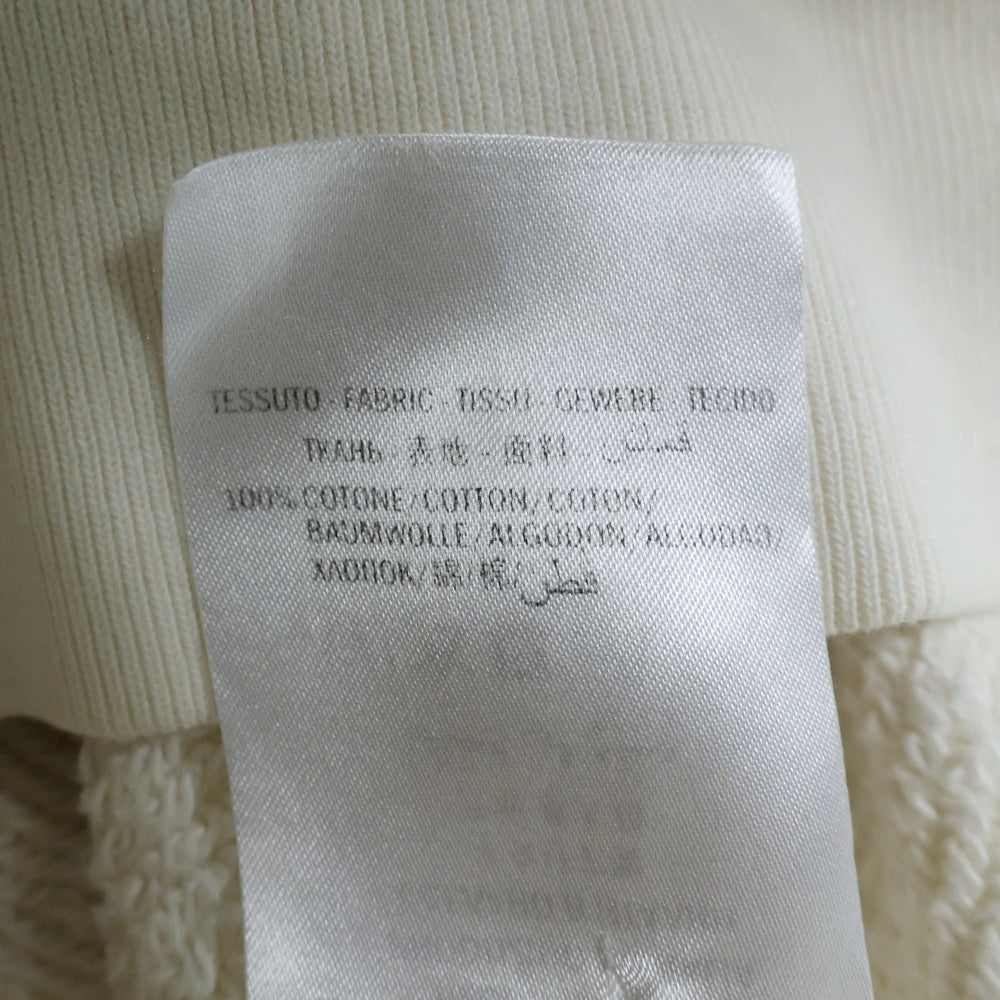 TESSUTO - FABRIC - TISSU - GEWEBE - TECIDO
ТКАНЬ - 表地 - 面料 - قماش
100% COTONE/COTTON/COTON/
BAUMWOLLE/ALGODON/ALGODAO/
ХЛОПОК/綿/棉/قطن